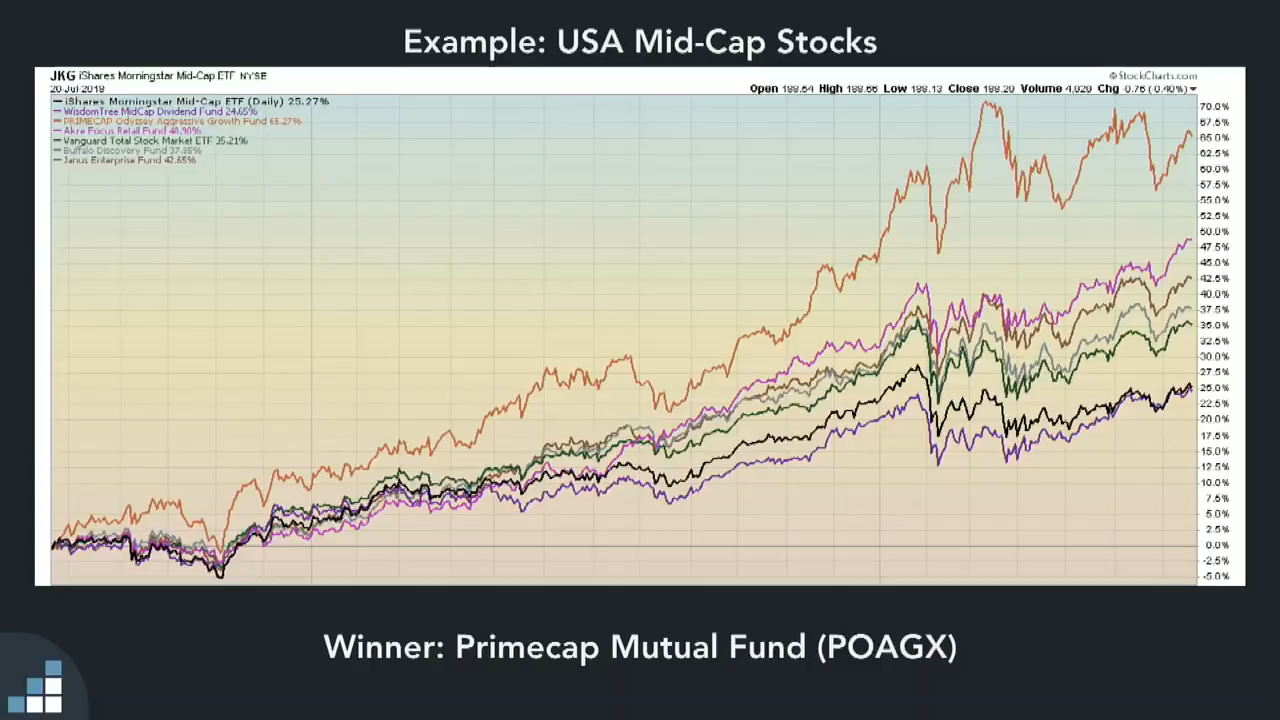 Example: USA Mid-Cap Stocks
JKG iShares Morningstar Mid-Cap ETF NYSE
© StockCharts.com
20-Jul-2018
Open 188.64 High 188.66 Low 188.13 Close 188.20 Volume 4,020 Chg -0.76 (-0.40%)
iShares Morningstar Mid-Cap ETF (Daily) 25.27%
WisdomTree MidCap Dividend Fund 24.65%
PRIMECAP Odyssey Aggressive Growth Fund 65.27%
Akre Focus Retail Fund 48.90%
Vanguard Total Stock Market ETF 35.21%
Buffalo Discovery Fund 37.85%
Janus Enterprise Fund 42.65%
70.0%
67.5%
65.0%
62.5%
60.0%
57.5%
55.0%
52.5%
50.0%
47.5%
45.0%
42.5%
40.0%
37.5%
35.0%
32.5%
30.0%
27.5%
25.0%
22.5%
20.0%
17.5%
15.0%
12.5%
10.0%
7.5%
5.0%
2.5%
0.0%
-2.5%
-5.0%
Winner: Primecap Mutual Fund (POAGX)